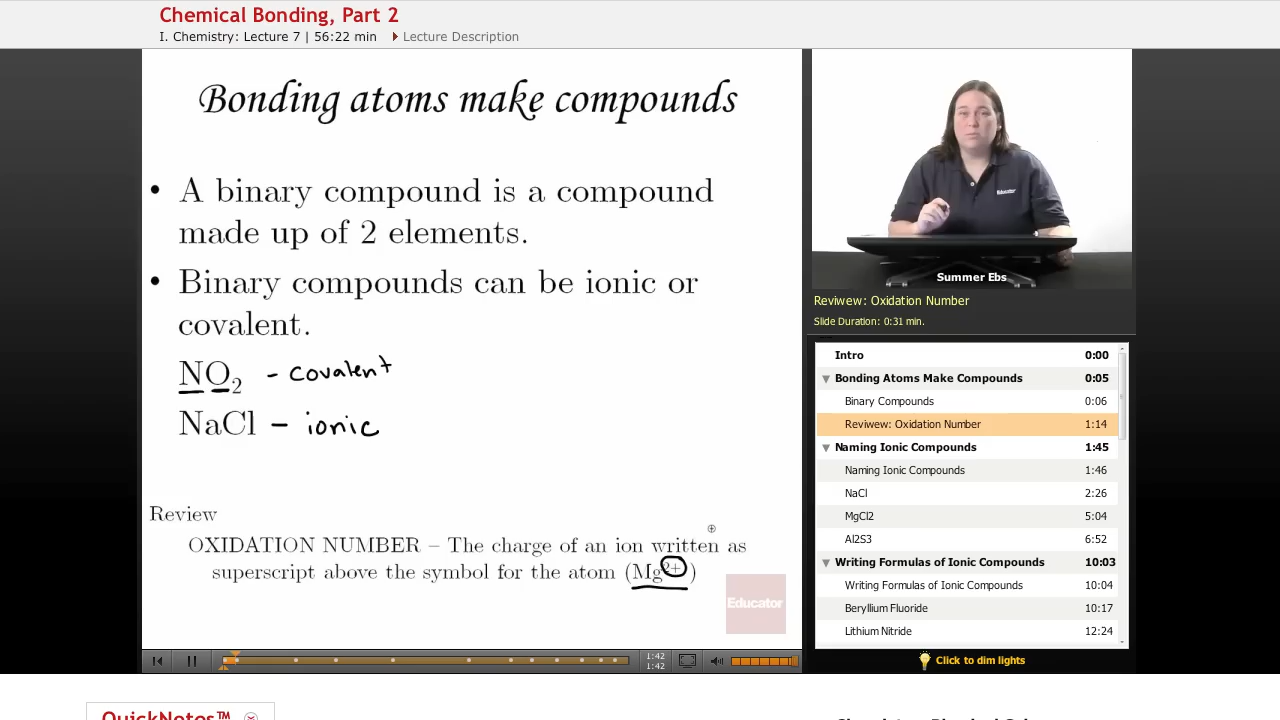 Chemical Bonding, Part 2
I. Chemistry: Lecture 7 | 56:22 min Lecture Description
Bonding atoms make compounds
• A binary compound is a compound
made up of 2 elements.
• Binary compounds can be ionic or
covalent.
NO2 - covalent
NaCl - ionic
Review
OXIDATION NUMBER – The charge of an ion written as
superscript above the symbol for the atom (Mg2+)
Educator
Educator
Summer Ebs
Reviwew: Oxidation Number
Slide Duration: 0:31 min.
Intro 0:00
Bonding Atoms Make Compounds 0:05
Binary Compounds 0:06
Reviwew: Oxidation Number 1:14
Naming Ionic Compounds 1:45
Naming Ionic Compounds 1:46
NaCl 2:26
MgCl2 5:04
Al2S3 6:52
Writing Formulas of Ionic Compounds 10:03
Writing Formulas of Ionic Compounds 10:04
Beryllium Fluoride 10:17
Lithium Nitride 12:24
1:42
1:42
Click to dim lights
QuickNotes™